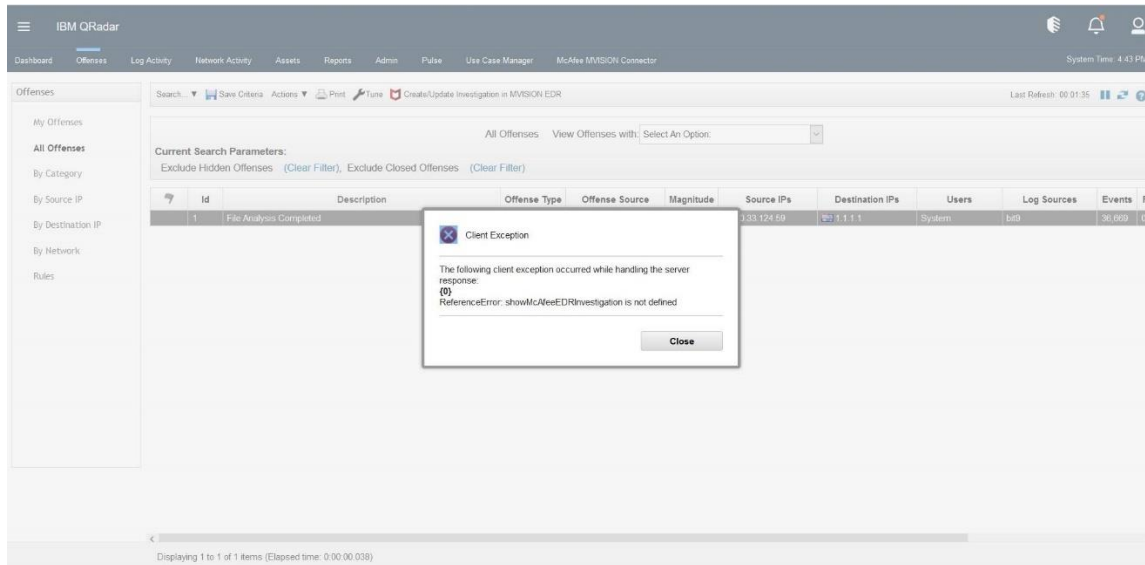 IBM QRadar
Dashboard Offenses Log Activity Network Activity Assets Reports Admin Pulse Use Case Manager McAfee MVISION Connector System Time: 4:43 PM
Offenses
Search... Save Criteria Actions Print Tune Create/Update Investigation in MVISION EDR Last Refresh: 00:01:35
My Offenses
All Offenses
By Category
By Source IP
By Destination IP
By Network
Rules
All Offenses View Offenses with: Select An Option:
Current Search Parameters:
Exclude Hidden Offenses (Clear Filter), Exclude Closed Offenses (Clear Filter)
Id Description Offense Type Offense Source Magnitude Source IPs Destination IPs Users Log Sources Events
1 File Analysis Completed 1.1.1.1 System bit9 36,669
Client Exception
The following client exception occurred while handling the server
response:
{0}
ReferenceError: showMcAfeeEDRInvestigation is not defined
Close
Displaying 1 to 1 of 1 items (Elapsed time: 0:00:00.038)